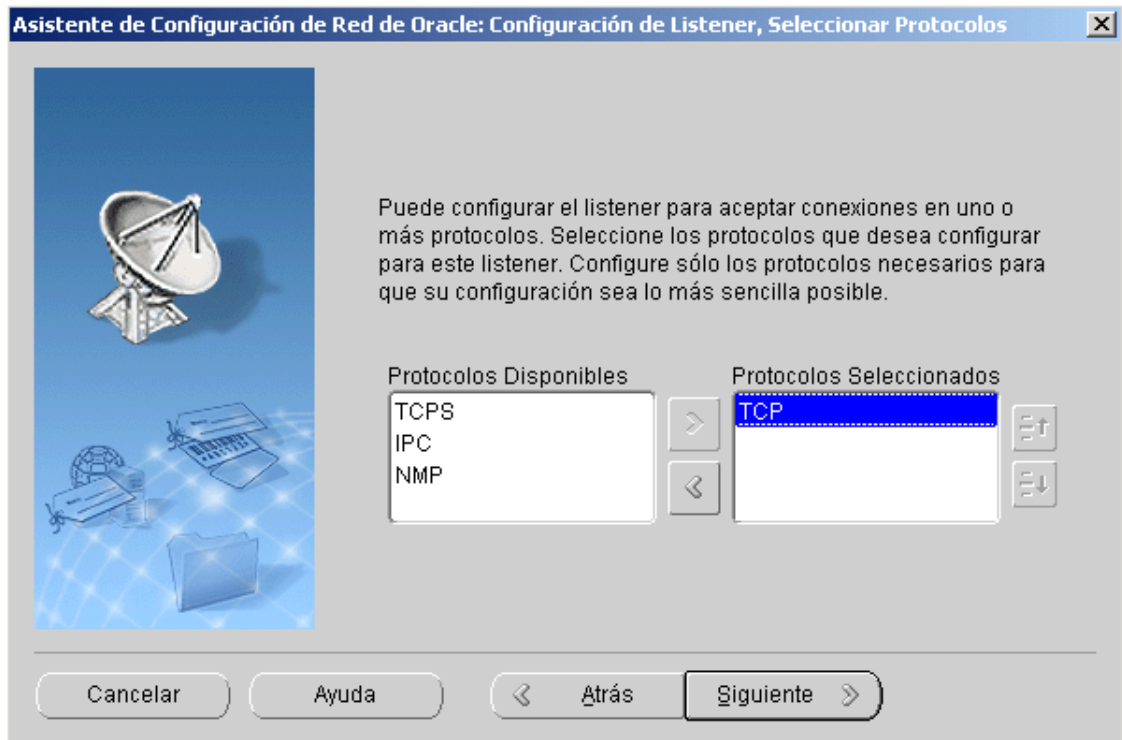 Asistente de Configuración de Red de Oracle: Configuración de Listener, Seleccionar Protocolos
Puede configurar el listener para aceptar conexiones en uno o
más protocolos. Seleccione los protocolos que desea configurar
para este listener. Configure sólo los protocolos necesarios para
que su configuración sea lo más sencilla posible.
Protocolos Disponibles
TCPS
IPC
NMP
Protocolos Seleccionados
TCP
Cancelar
Ayuda
Atrás
Siguiente